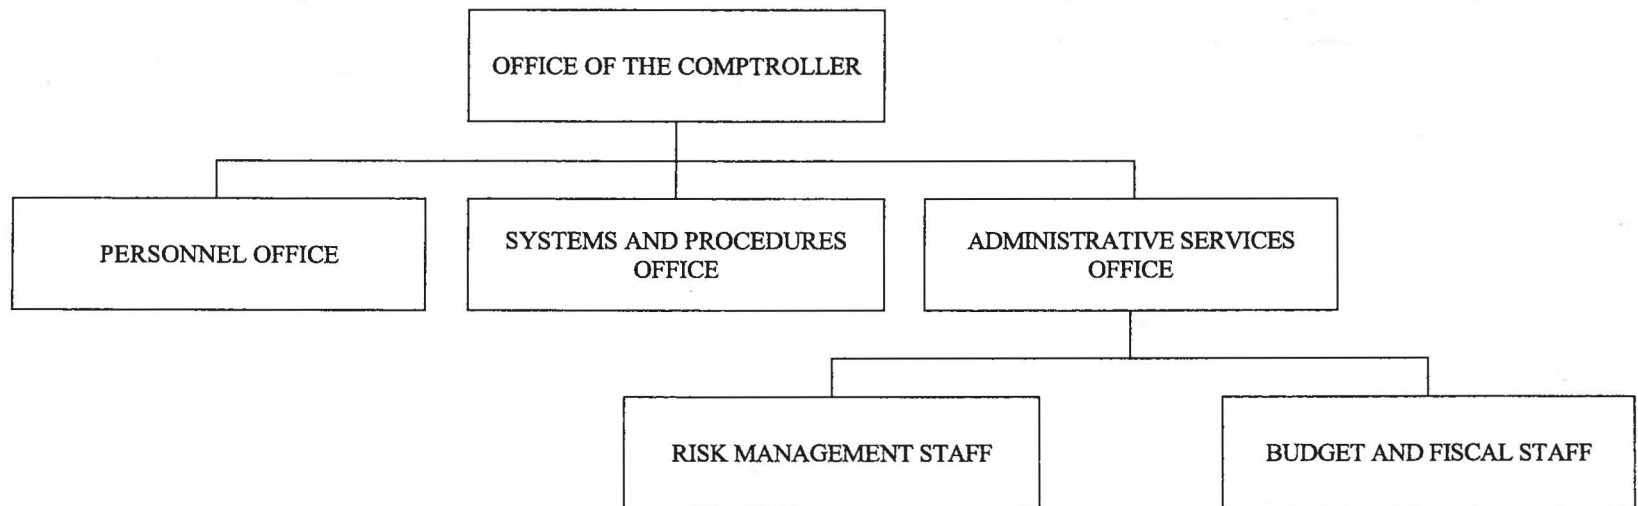 OFFICE OF THE COMPTROLLER
PERSONNEL OFFICE
SYSTEMS AND PROCEDURES
OFFICE
ADMINISTRATIVE SERVICES
OFFICE
RISK MANAGEMENT STAFF
BUDGET AND FISCAL STAFF